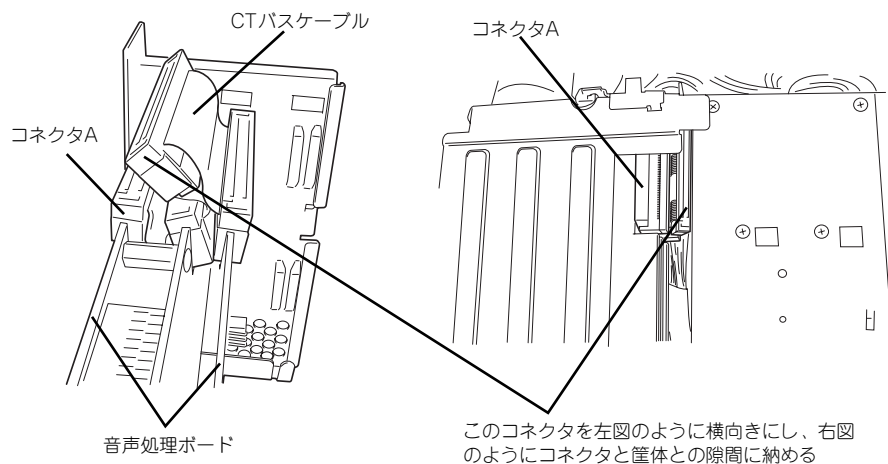 CTバスケーブル
コネクタA
コネクタA
音声処理ボード
このコネクタを左図のように横向きにし、右図
のようにコネクタと筐体との隙間に納める